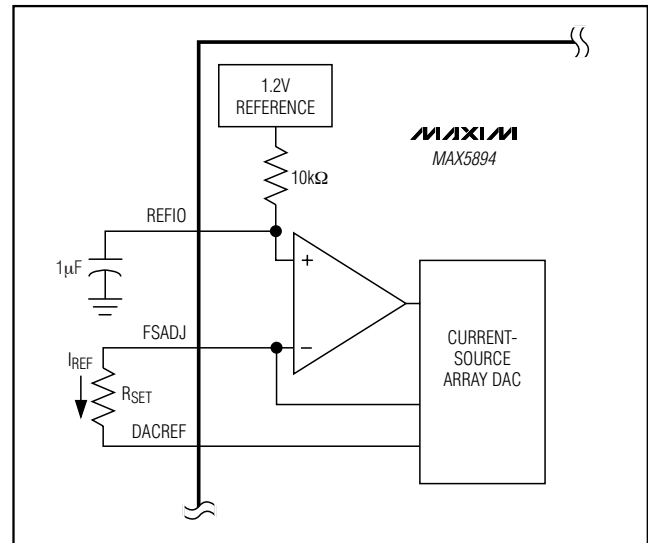 1.2V
REFERENCE
MAXIM
MAX5894
10kΩ
REFIO
1µF
+
FSADJ
−
CURRENT-
SOURCE
ARRAY DAC
IREF
RSET
DACREF